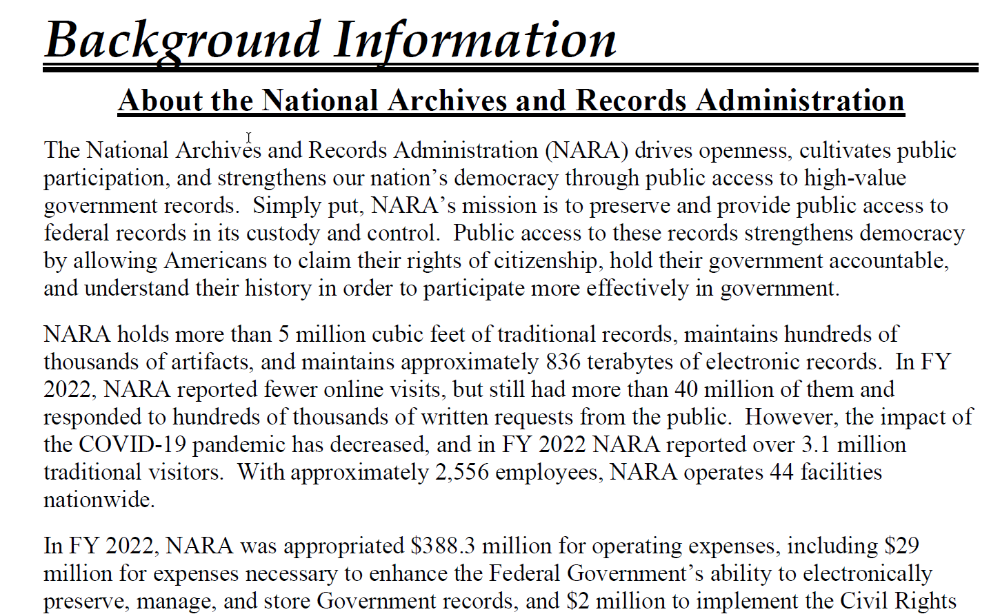 Background Information
About the National Archives and Records Administration
The National Archives and Records Administration (NARA) drives openness, cultivates public
participation, and strengthens our nation’s democracy through public access to high-value
government records.  Simply put, NARA’s mission is to preserve and provide public access to
federal records in its custody and control.  Public access to these records strengthens democracy
by allowing Americans to claim their rights of citizenship, hold their government accountable,
and understand their history in order to participate more effectively in government.
NARA holds more than 5 million cubic feet of traditional records, maintains hundreds of
thousands of artifacts, and maintains approximately 836 terabytes of electronic records.  In FY
2022, NARA reported fewer online visits, but still had more than 40 million of them and
responded to hundreds of thousands of written requests from the public.  However, the impact of
the COVID-19 pandemic has decreased, and in FY 2022 NARA reported over 3.1 million
traditional visitors.  With approximately 2,556 employees, NARA operates 44 facilities
nationwide.
In FY 2022, NARA was appropriated $388.3 million for operating expenses, including $29
million for expenses necessary to enhance the Federal Government’s ability to electronically
preserve, manage, and store Government records, and $2 million to implement the Civil Rights